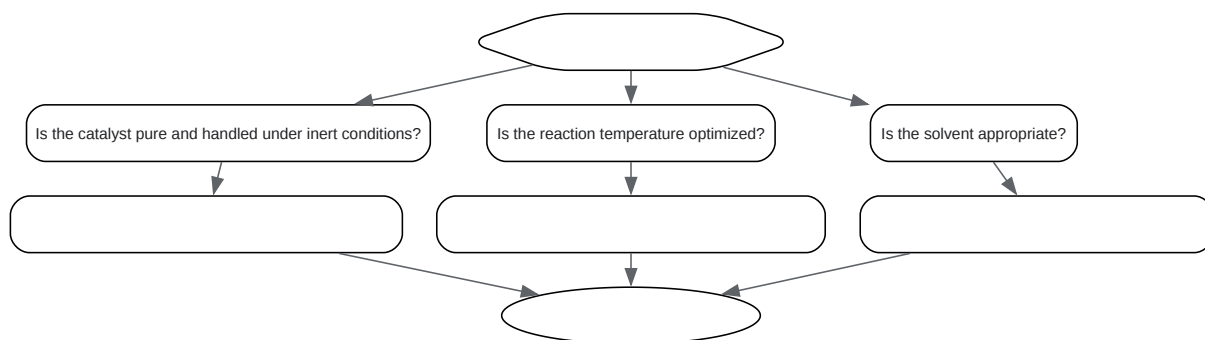 Is the catalyst pure and handled under inert conditions?
Is the reaction temperature optimized?
Is the solvent appropriate?